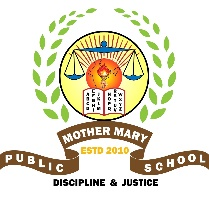 MOTHER MARY
ESTD 2010
PUBLIC SCHOOL
DISCIPLINE & JUSTICE